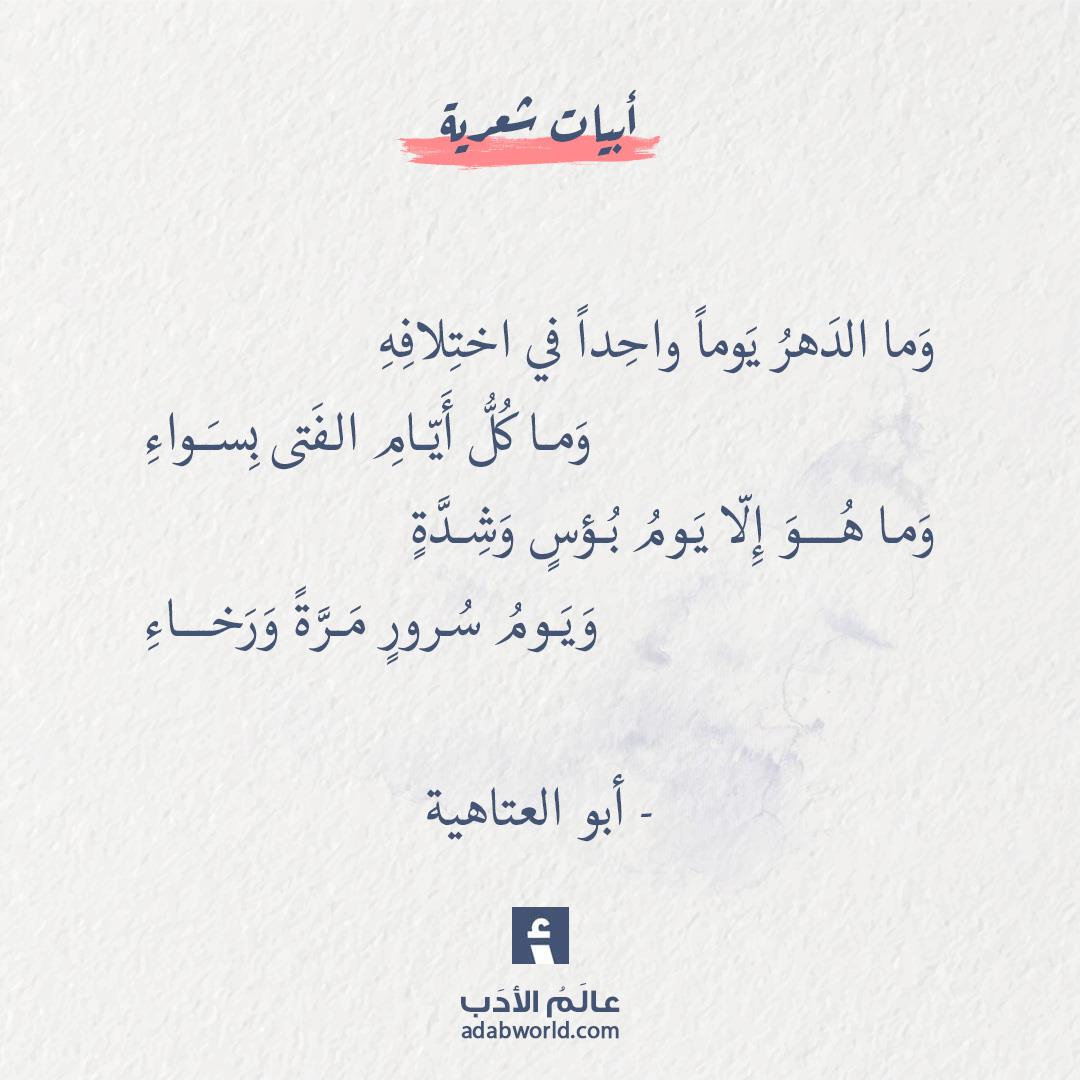 أبيات شعرية
وَما الدَهرُ يَوماً واحِداً في اختِلافِهِ
وَما كُلُّ أَيّامِ الفَتى بِسَواءِ
وَما هُوَ إِلّا يَومُ بُؤسٍ وَشِدَّةٍ
وَيَومُ سُرورٍ مَرَّةً وَرَخاءِ
- أبو العتاهية
أ
عالَمُ الأدَب
adabworld.com